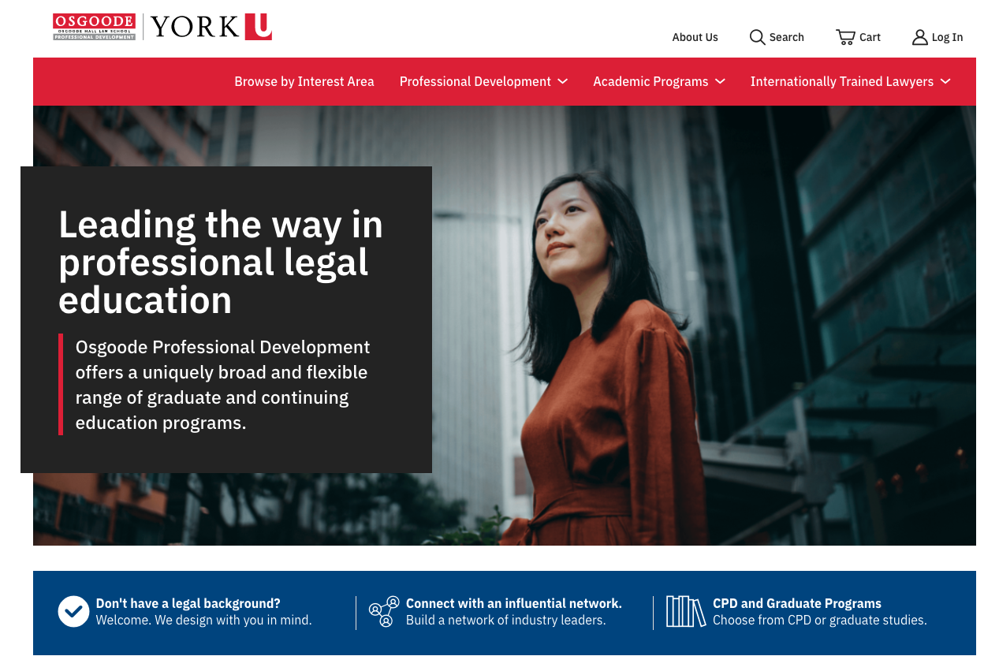 OSGOODE
OSGOODE HALL LAW SCHOOL
PROFESSIONAL DEVELOPMENT
YORK U
About Us
Search
Cart
Log In
Browse by Interest Area
Professional Development
Academic Programs
Internationally Trained Lawyers
Leading the way in
professional legal
education
Osgoode Professional Development
offers a uniquely broad and flexible
range of graduate and continuing
education programs.
Don't have a legal background?
Welcome. We design with you in mind.
Connect with an influential network.
Build a network of industry leaders.
CPD and Graduate Programs
Choose from CPD or graduate studies.